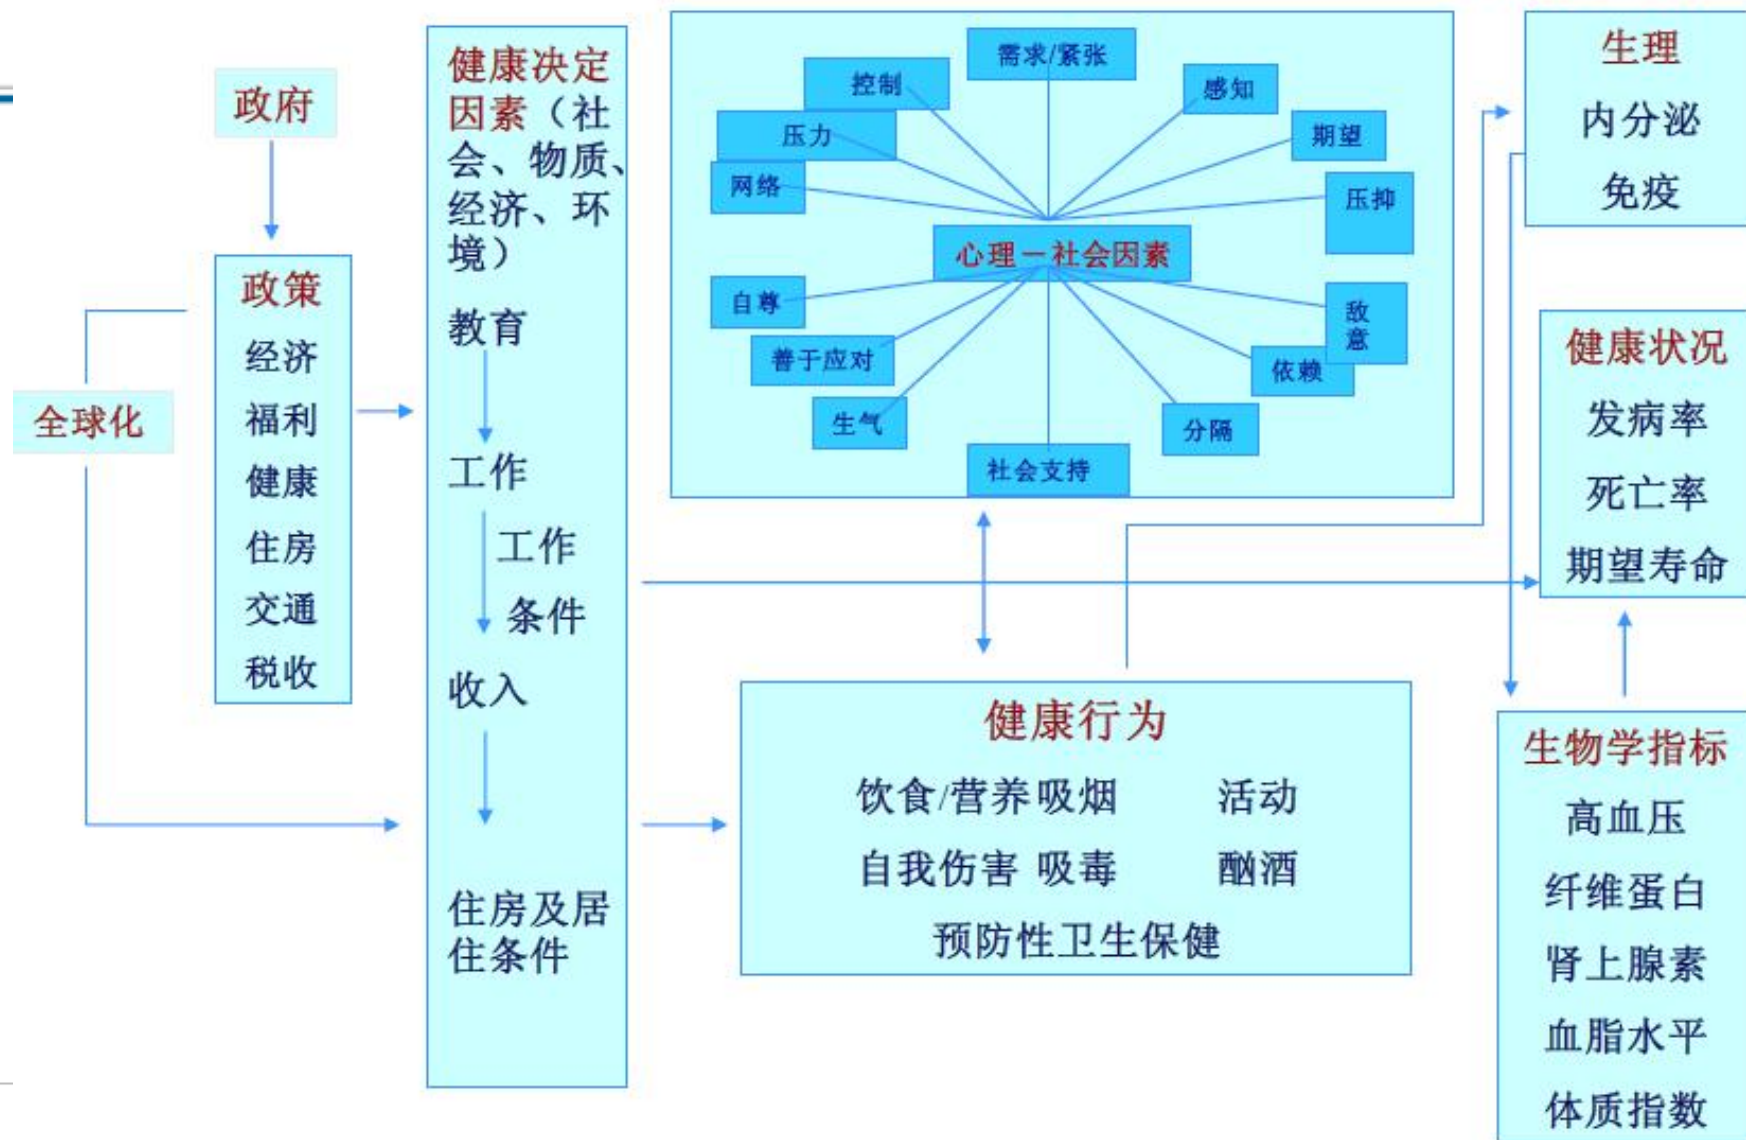 政府
政策
经济
福利
健康
住房
交通
税收
全球化
健康决定
因素（社
会、物质、
经济、环
境）
教育
工作
工作
条件
收入
住房及居
住条件
需求/紧张
控制
感知
压力
期望
网络
压抑
心理－社会因素
自尊
敌
意
善于应对
依赖
生气
分隔
社会支持
健康行为
饮食/营养 吸烟 活动
自我伤害 吸毒 酗酒
预防性卫生保健
生理
内分泌
免疫
健康状况
发病率
死亡率
期望寿命
生物学指标
高血压
纤维蛋白
肾上腺素
血脂水平
体质指数